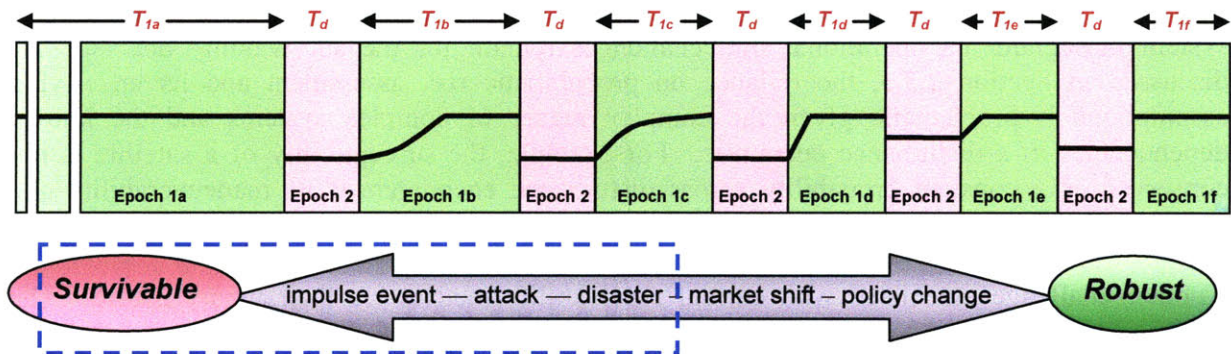 T1a Td T1b Td T1c Td T1d Td T1e Td T1f
Epoch 1a Epoch 2 Epoch 1b Epoch 2 Epoch 1c Epoch 2 Epoch 1d Epoch 2 Epoch 1e Epoch 2 Epoch 1f
Survivable impulse event — attack — disaster – market shift – policy change Robust